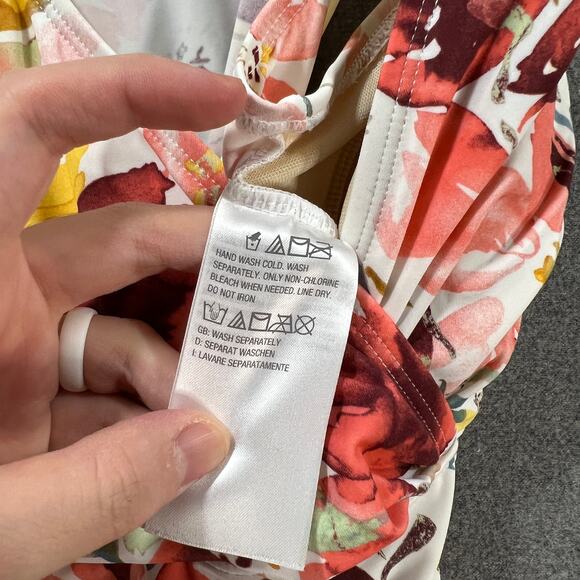 HAND WASH COLD. WASH
SEPARATELY. ONLY NON-CHLORINE
BLEACH WHEN NEEDED. LINE DRY.
DO NOT IRON
GB: WASH SEPARATELY
D: SEPARAT WASCHEN
I: LAVARE SEPARATAMENTE